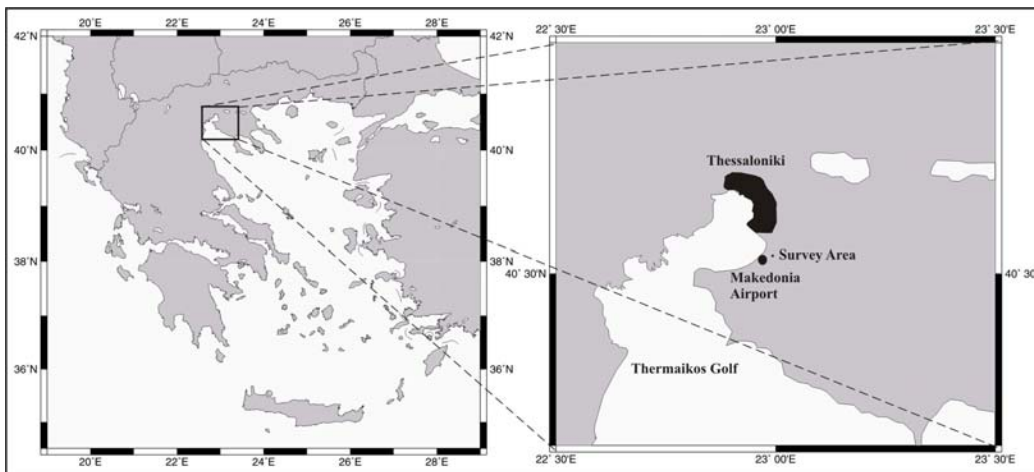 20˚E 22˚E 24˚E 26˚E 28˚E
42˚N 42˚N
40˚N 40˚N
38˚N 38˚N
36˚N 36˚N
20˚E 22˚E 24˚E 26˚E 28˚E
22˚ 30'E 23˚ 00'E 23˚ 30'E
Thessaloniki
Survey Area
Makedonia
Airport
40˚ 30'N 40˚ 30'
Thermaikos Golf
22˚ 30'E 23˚ 00'E 23˚ 30'E